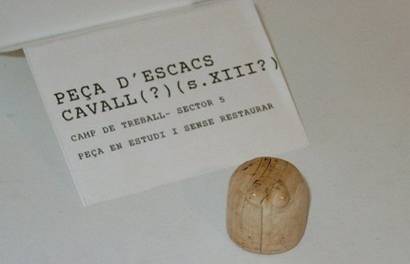 PEÇA D'ESCACS
CAVALL(?)(s.XIII?)
CAMP DE TREBALL- SECTOR 5
PEÇA EN ESTUDI I SENSE RESTAURAR